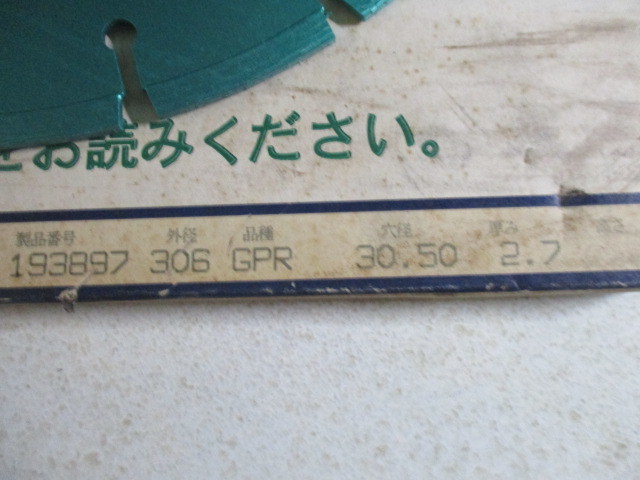 をお読みください。
製品番号 外径 品種 穴径 厚み
193897 306 GPR 30.50 2.7